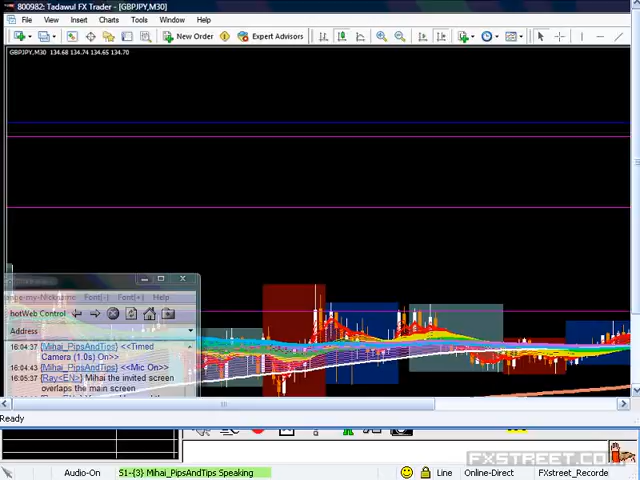 800982: Tadawul FX Trader - [GBPJPY,M30]
File View Insert Charts Tools Window Help
New Order Expert Advisors
GBPJPY,M30 134.68 134.74 134.65 134.70
ange-my-Nickname Font[-] Font[+] Help
hotWeb Control
Address
16:04:37 {Mihai_PipsAndTips} <<Timed
Camera (1.0s) On>>
16:04:43 {Mihai_PipsAndTips} <<Mic On>>
16:05:37 {Ray<EN>} Mihai the invited screen
overlaps the main screen
Ready
FXSTREET.COM
Audio-On S1-{3} Mihai_PipsAndTips Speaking Line Online-Direct FXstreet_Recorde